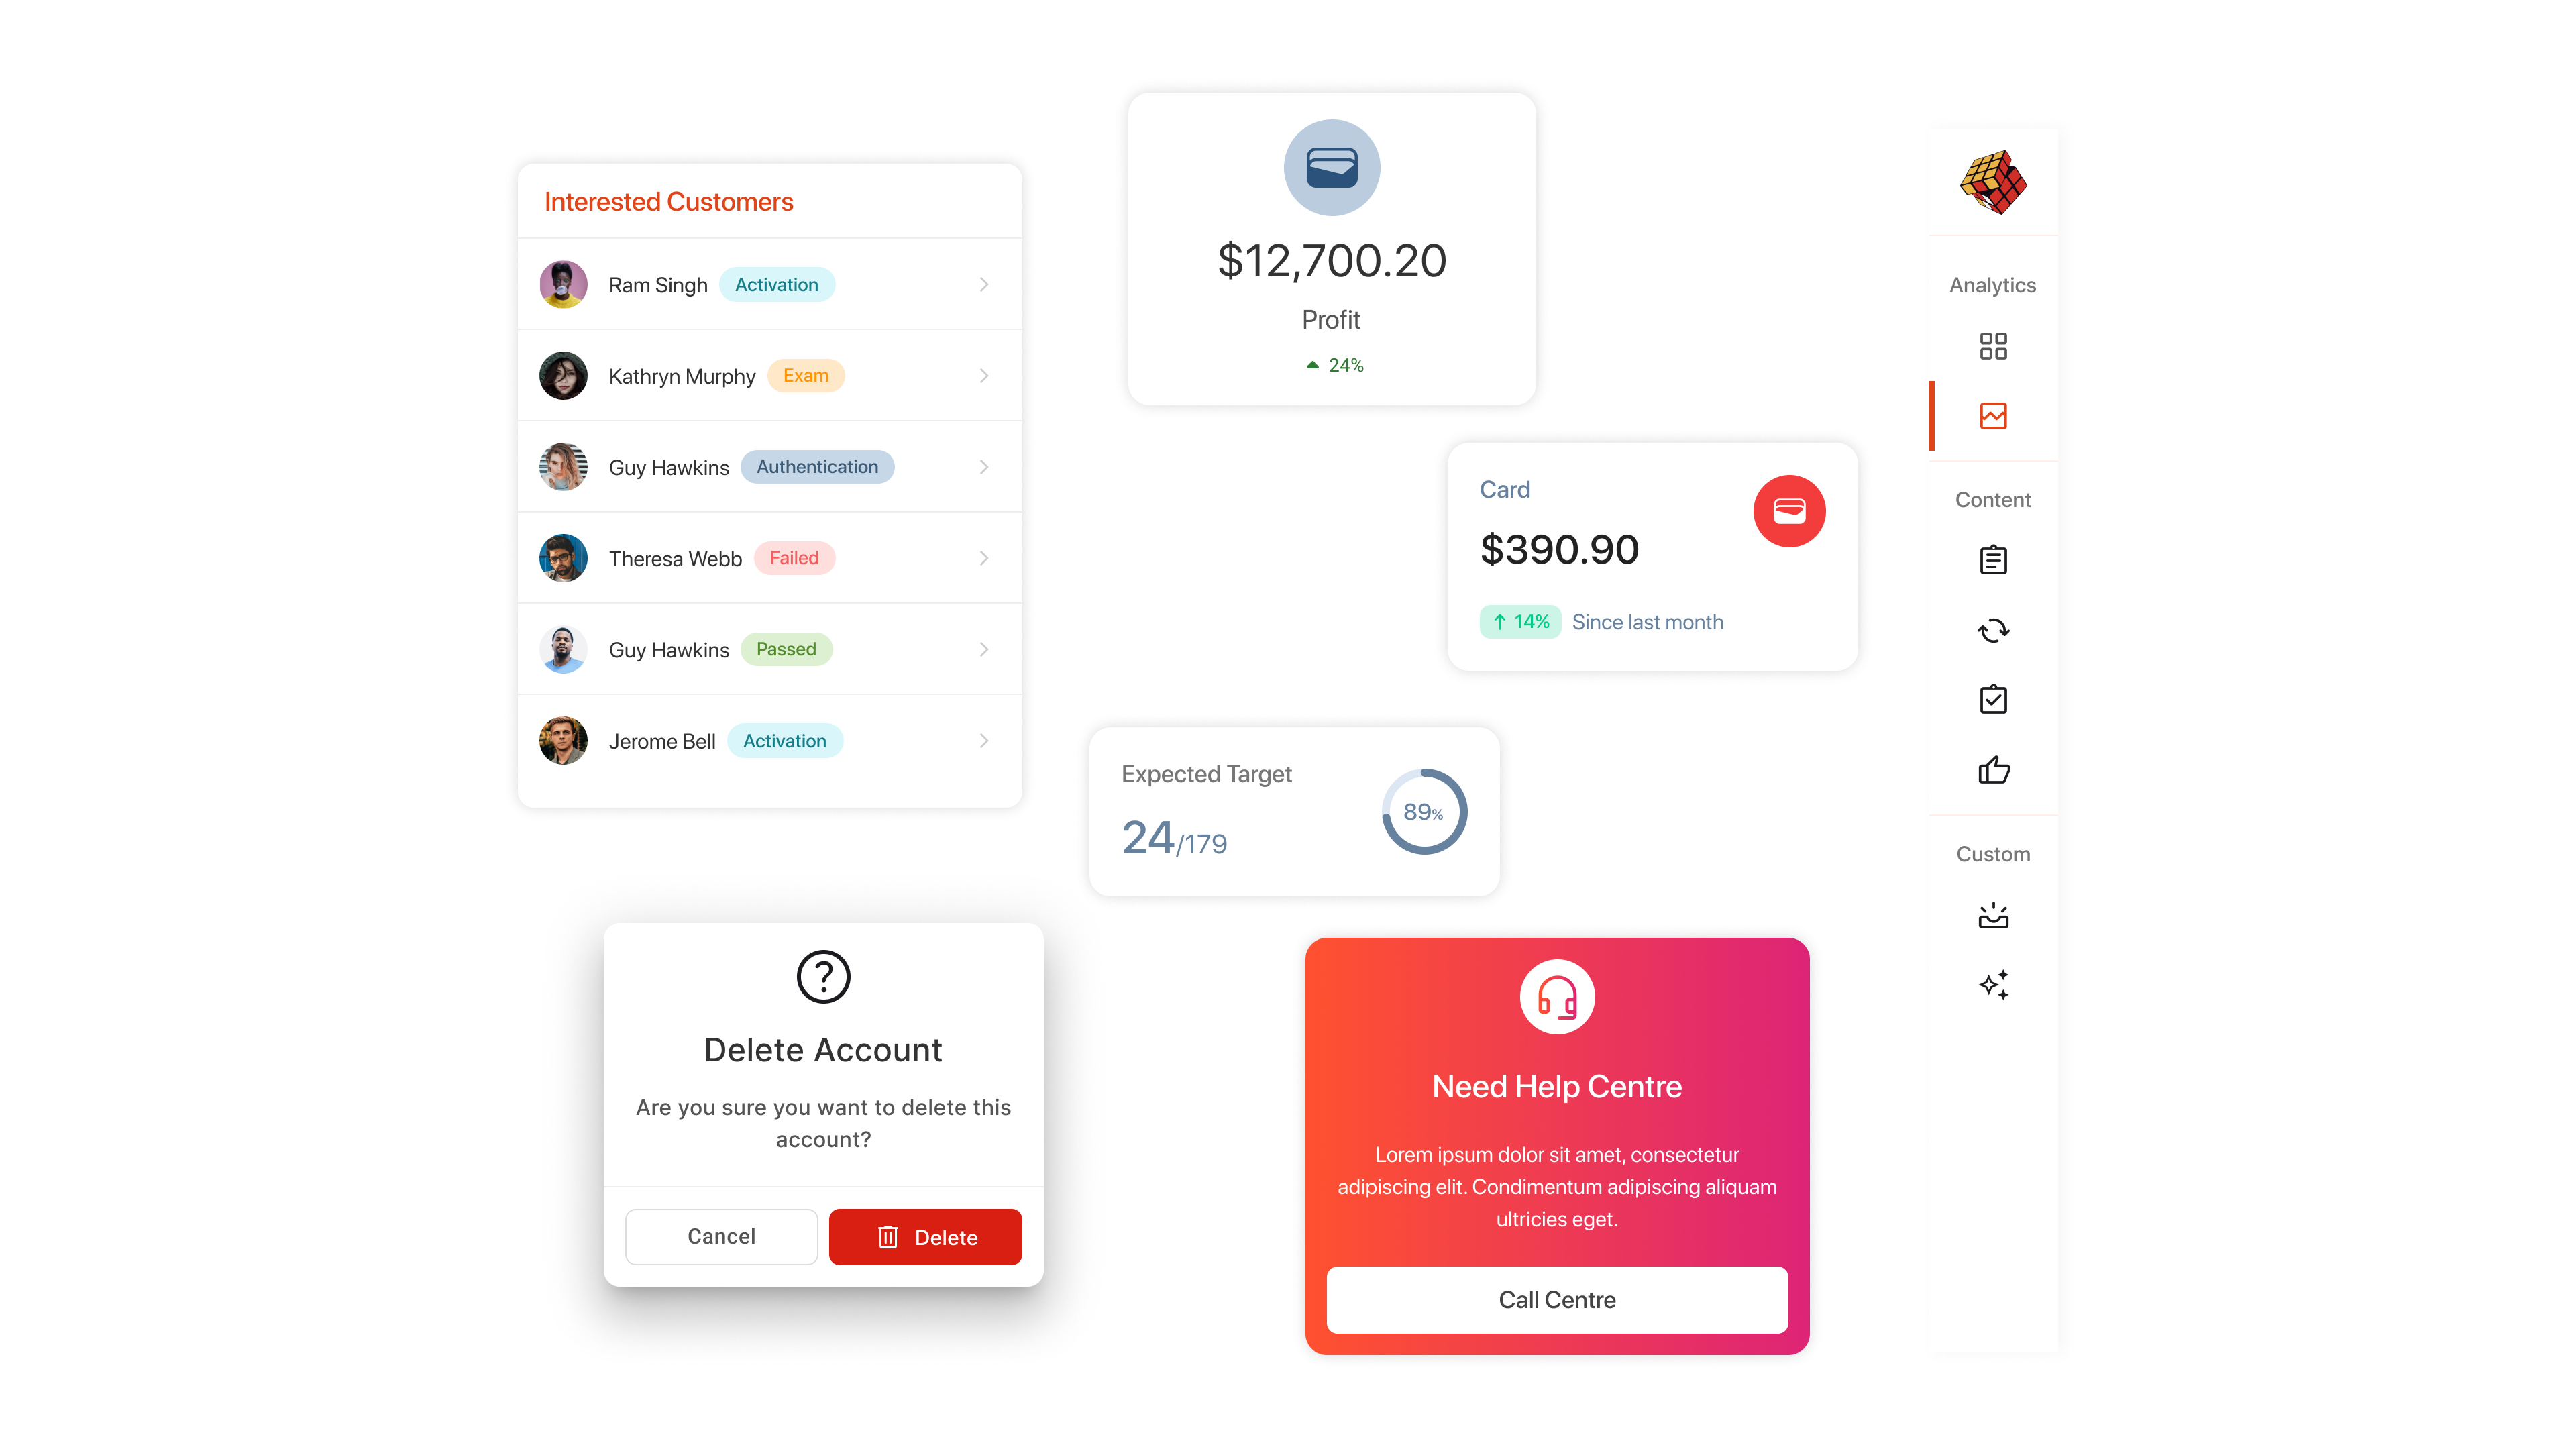 Interested Customers
Ram Singh Activation
Kathryn Murphy Exam
Guy Hawkins Authentication
Theresa Webb Failed
Guy Hawkins Passed
Jerome Bell Activation
$12,700.20
Profit
24%
Card
$390.90
14% Since last month
Expected Target
24/179
89%
Delete Account
Are you sure you want to delete this
account?
Cancel
Delete
Need Help Centre
Lorem ipsum dolor sit amet, consectetur
adipiscing elit. Condimentum adipiscing aliquam
ultricies eget.
Call Centre
Analytics
Content
Custom